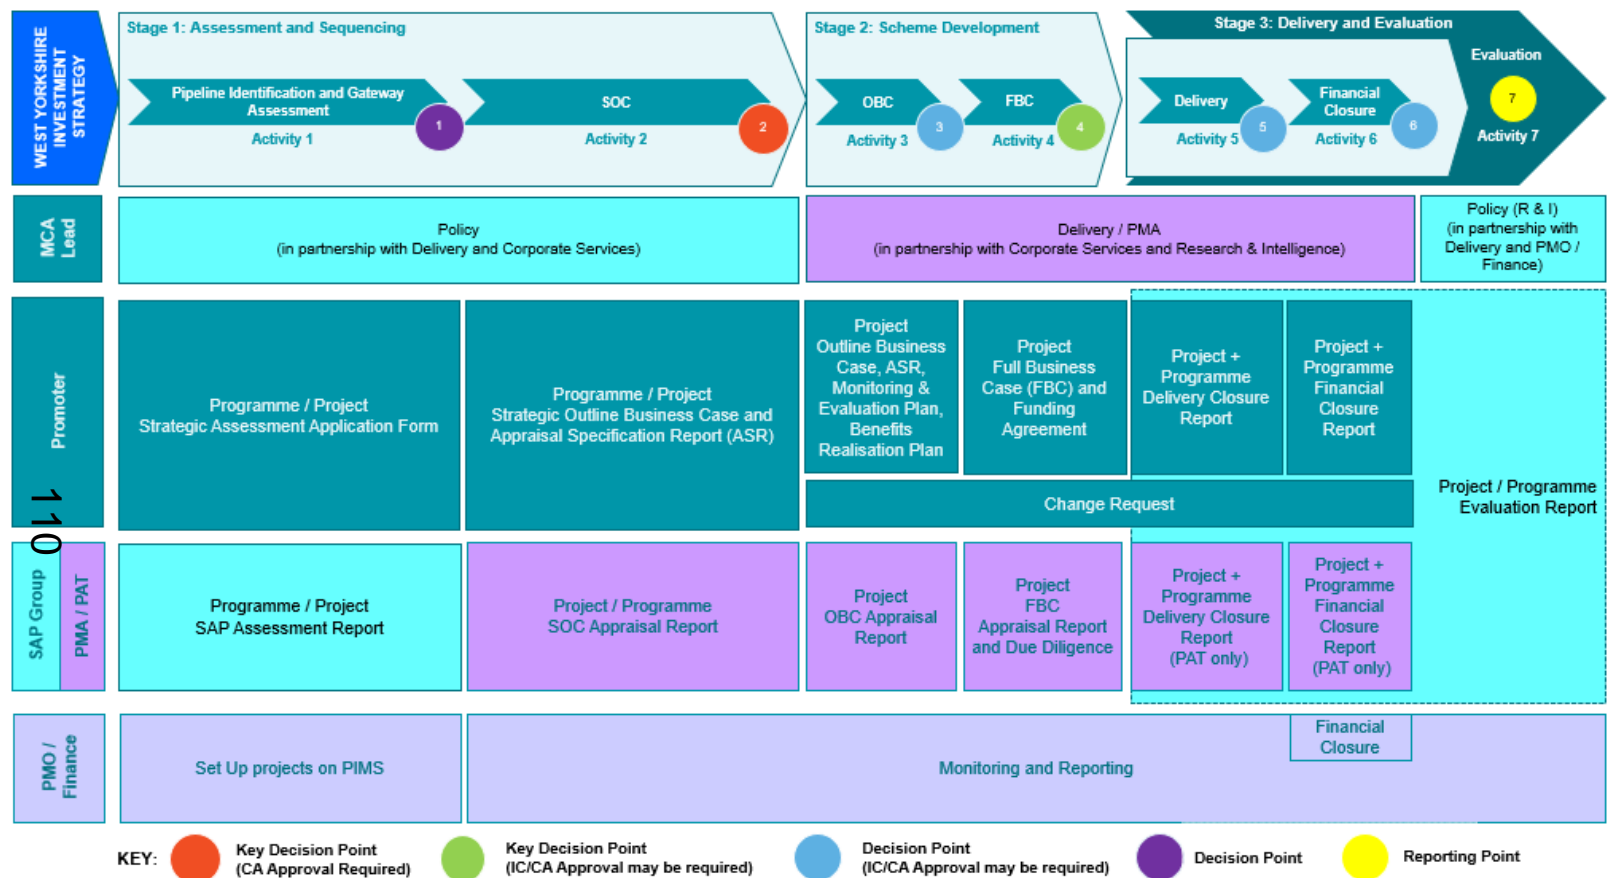 WEST YORKSHIRE
INVESTMENT
STRATEGY
Stage 1: Assessment and Sequencing
Pipeline Identification and Gateway
Assessment
1
Activity 1
SOC
2
Activity 2
Stage 2: Scheme Development
OBC
3
Activity 3
FBC
4
Activity 4
Stage 3: Delivery and Evaluation
Delivery
5
Activity 5
Financial
Closure
6
Activity 6
Evaluation
7
Activity 7
MCA
Lead
Policy
(in partnership with Delivery and Corporate Services)
Delivery / PMA
(in partnership with Corporate Services and Research & Intelligence)
Policy (R & I)
(in partnership with
Delivery and PMO /
Finance)
Promoter
Programme / Project
Strategic Assessment Application Form
Programme / Project
Strategic Outline Business Case and
Appraisal Specification Report (ASR)
Project
Outline Business
Case, ASR,
Monitoring &
Evaluation Plan,
Benefits
Realisation Plan
Project
Full Business
Case (FBC) and
Funding
Agreement
Project +
Programme
Delivery Closure
Report
Project +
Programme
Financial
Closure
Report
Change Request
Project / Programme
Evaluation Report
110
SAP Group
PMA / PAT
Programme / Project
SAP Assessment Report
Project / Programme
SOC Appraisal Report
Project
OBC Appraisal
Report
Project
FBC
Appraisal Report
and Due Diligence
Project +
Programme
Delivery Closure
Report
(PAT only)
Project +
Programme
Financial
Closure
Report
(PAT only)
PMO /
Finance
Set Up projects on PIMS
Monitoring and Reporting
Financial
Closure
KEY:
Key Decision Point
(CA Approval Required)
Key Decision Point
(IC/CA Approval may be required)
Decision Point
(IC/CA Approval may be required)
Decision Point
Reporting Point